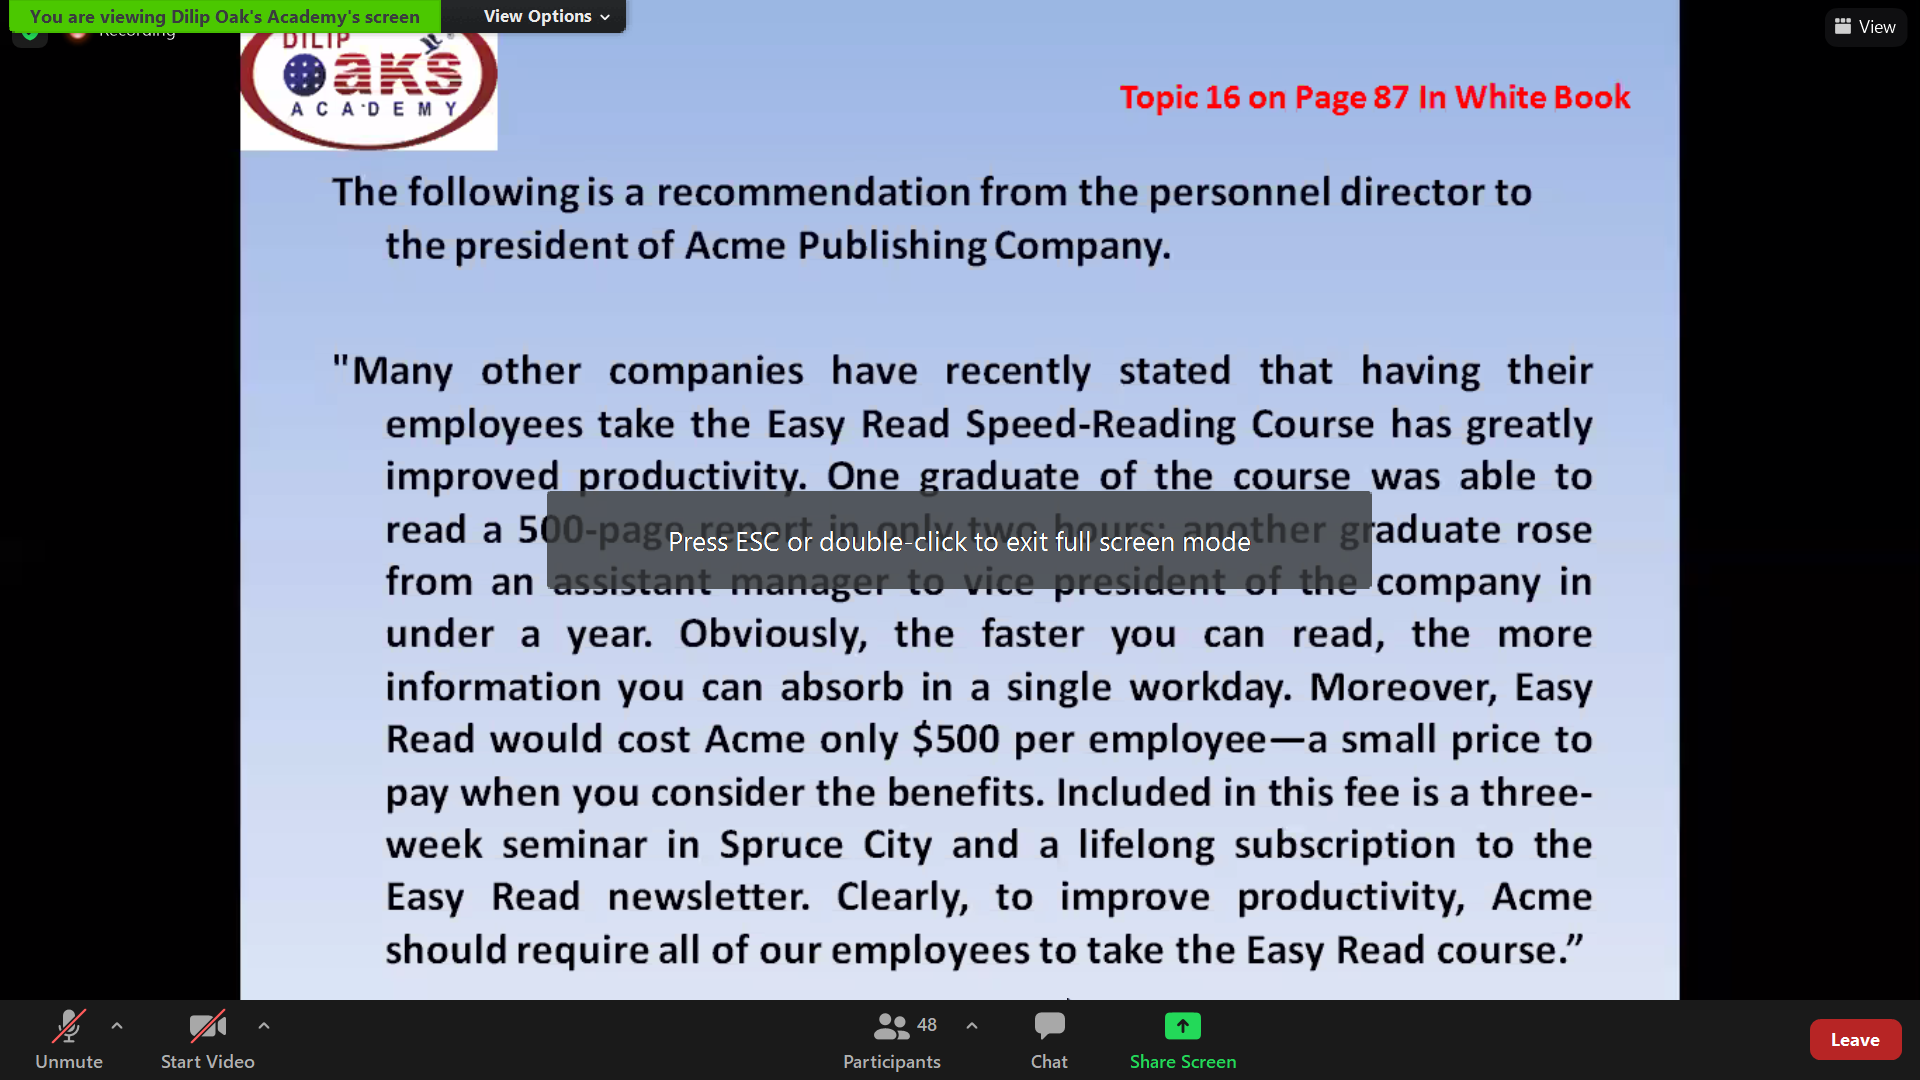 You are viewing Dilip Oak's Academy's screen
View Options
Recording
View
DILIP
Oaks
ACADEMY
Topic 16 on Page 87 In White Book
The following is a recommendation from the personnel director to
the president of Acme Publishing Company.
"Many other companies have recently stated that having their
employees take the Easy Read Speed-Reading Course has greatly
improved productivity. One graduate of the course was able to
read a 500-page report in only two hours; another graduate rose
Press ESC or double-click to exit full screen mode
from an assistant manager to vice president of the company in
under a year. Obviously, the faster you can read, the more
information you can absorb in a single workday. Moreover, Easy
Read would cost Acme only $500 per employee—a small price to
pay when you consider the benefits. Included in this fee is a three-
week seminar in Spruce City and a lifelong subscription to the
Easy Read newsletter. Clearly, to improve productivity, Acme
should require all of our employees to take the Easy Read course.”
Unmute
Start Video
48
Participants
Chat
Share Screen
Leave